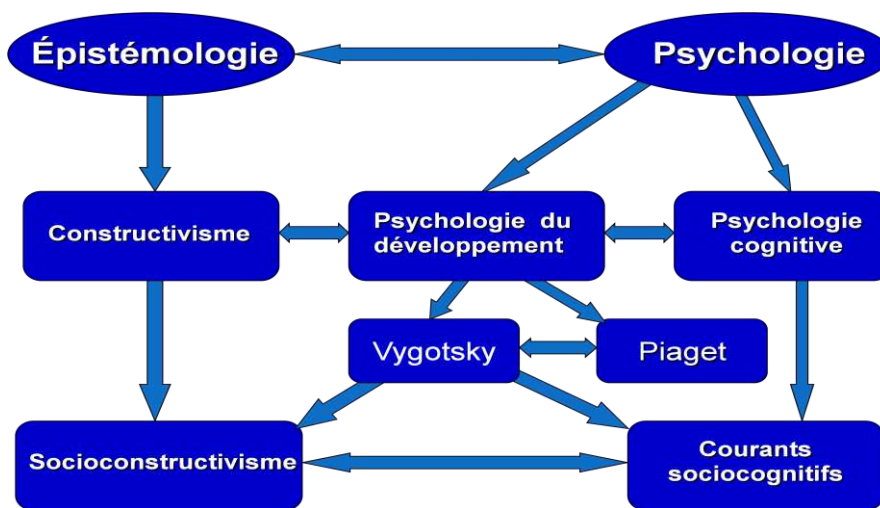 Épistémologie
Psychologie
Constructivisme
Psychologie du
développement
Psychologie
cognitive
Vygotsky
Piaget
Socioconstructivisme
Courants
sociocognitifs